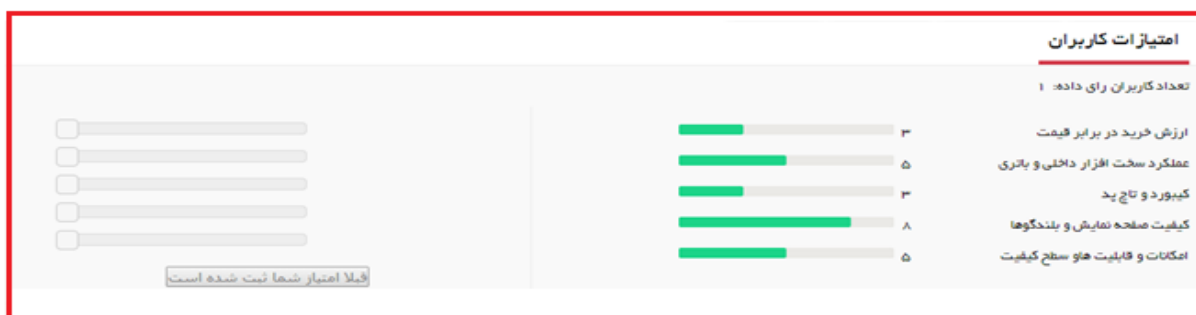 امتیازات کاربران
تعداد کاربران رای داده: ۱
ارزش خرید در برابر قیمت ۳
عملکرد سخت افزار داخلی و باتری ۵
کیبورد و تاچ پد ۳
کیفیت صفحه نمایش و بلندگوها ۸
امکانات و قابلیت هاو سطح کیفیت ۵
قبلا امتیاز شما ثبت شده است